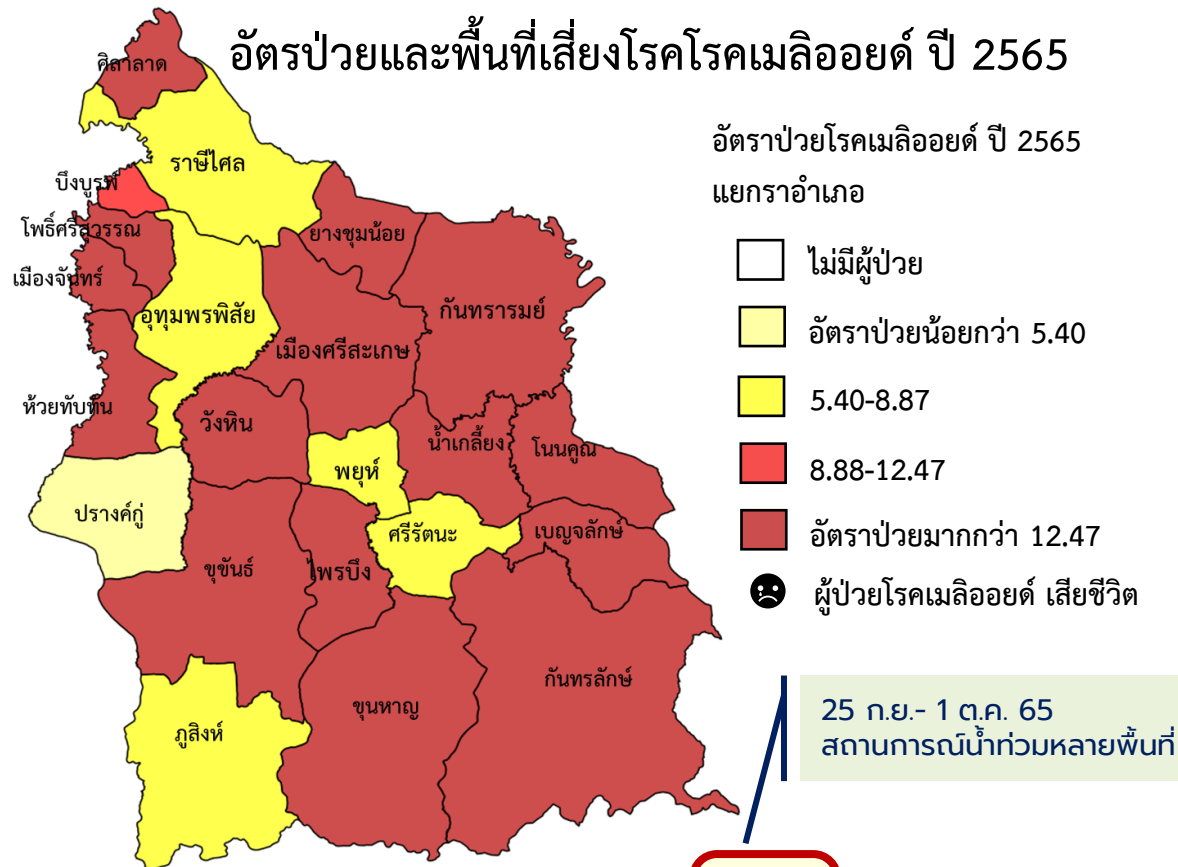 อัตรป่วยและพื้นที่เสี่ยงโรคโรคเมลิออยด์ ปี 2565
อัตราป่วยโรคเมลิออยด์ ปี 2565
แยกราอำเภอ
ไม่มีผู้ป่วย
อัตราป่วยน้อยกว่า 5.40
5.40-8.87
8.88-12.47
อัตราป่วยมากกว่า 12.47
ผู้ป่วยโรคเมลิออยด์ เสียชีวิต
25 ก.ย.- 1 ต.ค. 65
สถานการณ์น้ำท่วมหลายพื้นที่
ศิลาลาด
ราษีไศล
บึงบูรพ์
โพธิ์ศรีสุวรรณ
ยางชุมน้อย
เมืองจันทร์
อุทุมพรพิสัย
กันทรารมย์
เมืองศรีสะเกษ
ห้วยทับทัน
วังหิน
น้ำเกลี้ยง
โนนคูณ
พยุห์
ปรางค์กู่
ศรีรัตนะ
เบญจลักษ์
ขุขันธ์
ไพรบึง
กันทรลักษ์
ขุนหาญ
ภูสิงห์